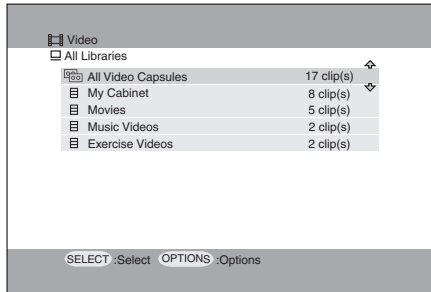 Video
All Libraries
All Video Capsules 17 clip(s)
My Cabinet 8 clip(s)
Movies 5 clip(s)
Music Videos 2 clip(s)
Exercise Videos 2 clip(s)
SELECT :Select OPTIONS :Options